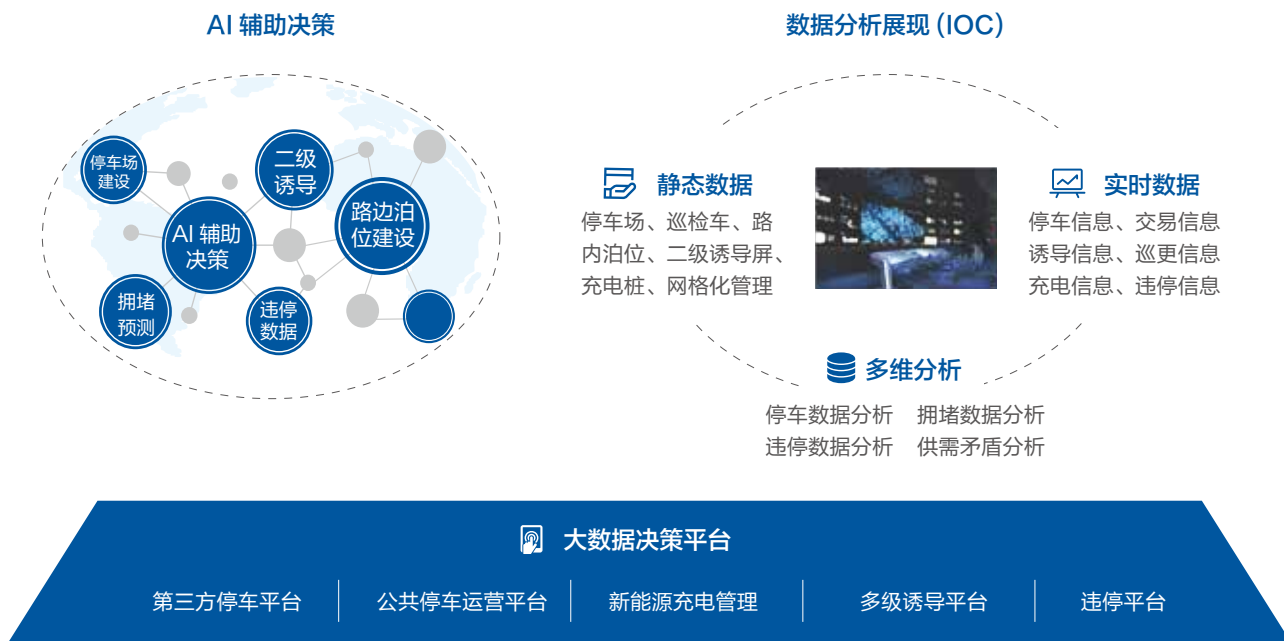 AI 辅助决策
停车场
建设
二级
诱导
路边泊
位建设
AI 辅助
决策
拥堵
预测
违停
数据
数据分析展现 (IOC)
静态数据
停车场、巡检车、路
内泊位、二级诱导屏、
充电桩、网格化管理
实时数据
停车信息、交易信息
诱导信息、巡更信息
充电信息、违停信息
多维分析
停车数据分析 拥堵数据分析
违停数据分析 供需矛盾分析
大数据决策平台
第三方停车平台 公共停车运营平台 新能源充电管理 多级诱导平台 违停平台